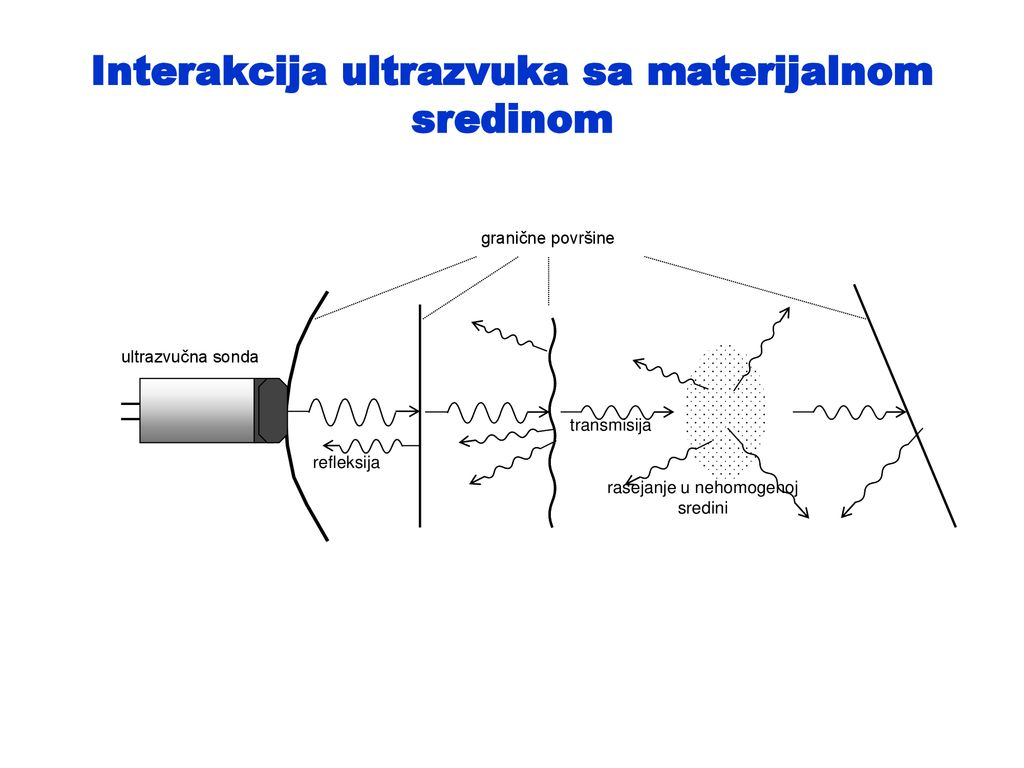 Interakcija ultrazvuka sa materijalnom
sredinom
granične površine
ultrazvučna sonda
transmisija
refleksija
rasejanje u nehomogenoj
sredini